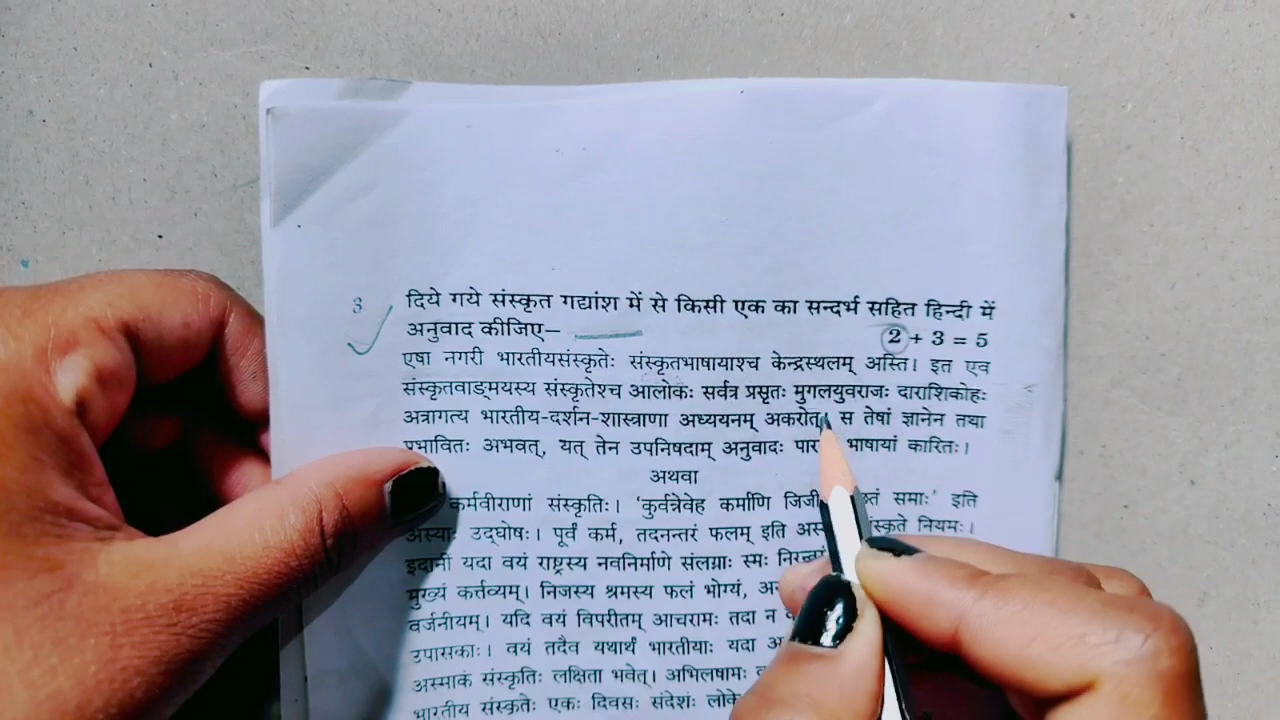 3 दिये गये संस्कृत गद्यांश में से किसी एक का सन्दर्भ सहित हिन्दी में
अनुवाद कीजिए— 2 + 3 = 5
एषा नगरी भारतीयसंस्कृतेः संस्कृतभाषायाश्च केन्द्रस्थलम् अस्ति। इत एव
संस्कृतवाङ्मयस्य संस्कृतेश्च आलोकः सर्वत्र प्रसृतः मुगलयुवराजः दाराशिकोहः
अत्रागत्य भारतीय-दर्शन-शास्त्राणा अध्ययनम् अकरोत्। स तेषां ज्ञानेन तथा
प्रभावितः अभवत्, यत् तेन उपनिषदाम् अनुवादः भाषायां कारितः।
अथवा
कर्मवीराणां संस्कृतिः। 'कुर्वन्नेवेह कर्माणि समाः' इति
अस्याः उद्घोषः। पूर्वं कर्म, तदनन्तरं फलम् इति नियमः।
इदानीं यदा वयं राष्ट्रस्य नवनिर्माणे संलग्राः स्मः
मुख्यं कर्त्तव्यम्। निजस्य श्रमस्य फलं भोग्यं,
वर्जनीयम्। यदि वयं विपरीतम् आचरामः तदा न
उपासकाः। वयं तदैव यथार्थं भारतीयाः यदा
अस्माकं संस्कृतिः लक्षिता भवेत्। अभिलषामः
भारतीय संस्कृतेः एकः दिवसः संदेशं